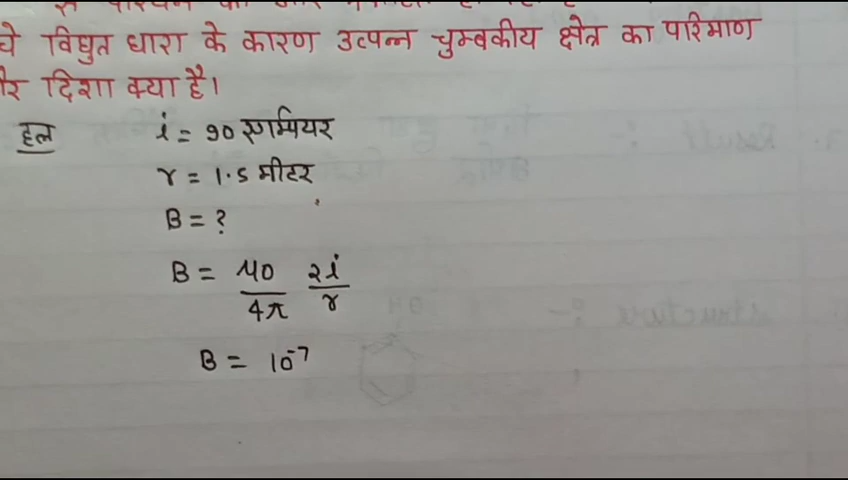 चे विधुत धारा के कारण उत्पन्न चुम्बकीय क्षेत्र का परिमाण
दिशा क्या है।
हल i = 90 एम्पियर
r = 1.5 मीटर
B = ?
B = μ0/4π 2i/r
B = 10⁻⁷